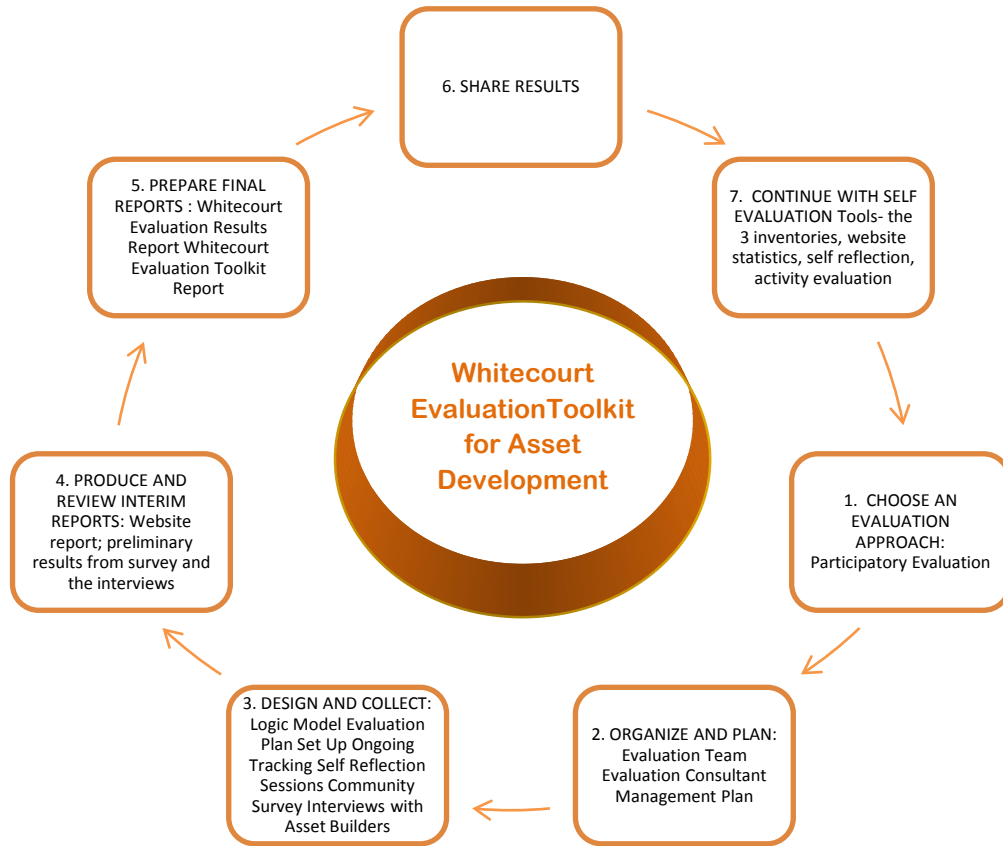 6. SHARE RESULTS
5. PREPARE FINAL
REPORTS : Whitecourt
Evaluation Results
Report Whitecourt
Evaluation Toolkit
Report
7. CONTINUE WITH SELF
EVALUATION Tools- the
3 inventories, website
statistics, self reflection,
activity evaluation
Whitecourt
EvaluationToolkit
for Asset
Development
4. PRODUCE AND
REVIEW INTERIM
REPORTS: Website
report; preliminary
results from survey and
the interviews
1. CHOOSE AN
EVALUATION
APPROACH:
Participatory Evaluation
3. DESIGN AND COLLECT:
Logic Model Evaluation
Plan Set Up Ongoing
Tracking Self Reflection
Sessions Community
Survey Interviews with
Asset Builders
2. ORGANIZE AND PLAN:
Evaluation Team
Evaluation Consultant
Management Plan